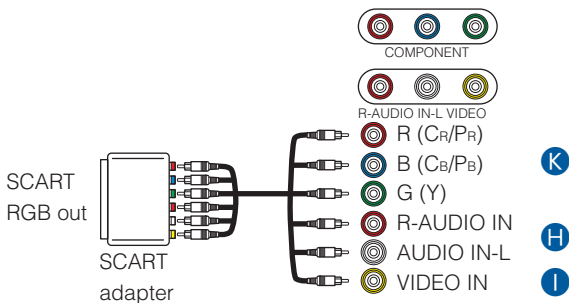 COMPONENT
R-AUDIO IN-L VIDEO
R (CR/PR)
B (CB/PB)
K
G (Y)
SCART
RGB out
R-AUDIO IN
H
AUDIO IN-L
SCART
adapter
VIDEO IN
I